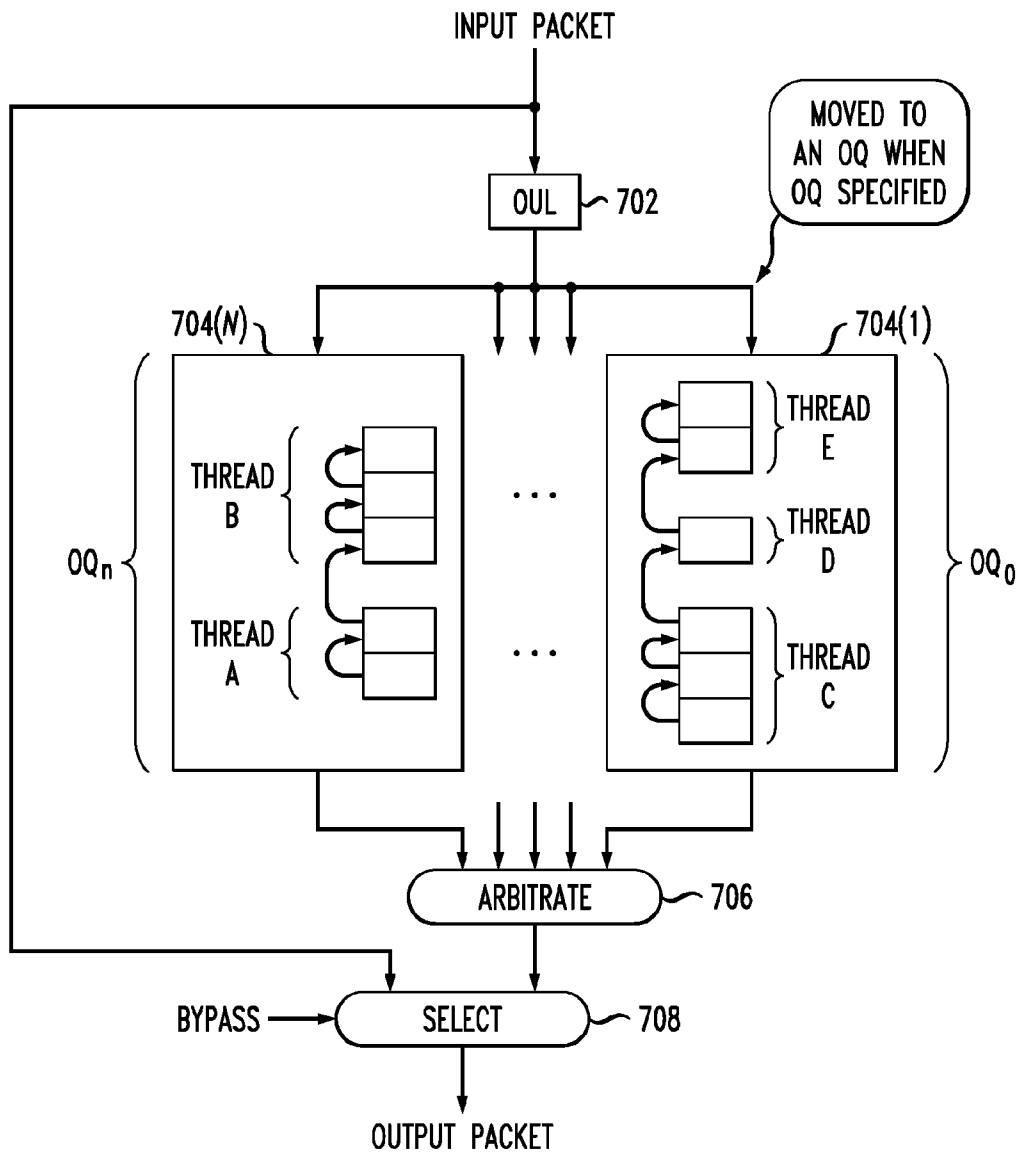 INPUT PACKET
MOVED TO
AN OQ WHEN
OQ SPECIFIED
OUL
702
704(N)
704(1)
THREAD
E
THREAD
B
THREAD
D
OQn
OQ0
THREAD
A
THREAD
C
. . .
. . .
ARBITRATE
706
BYPASS
SELECT
708
OUTPUT PACKET